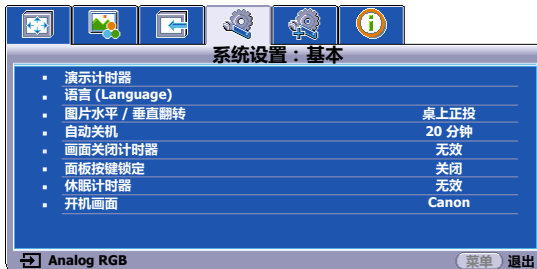 系统设置：基本
演示计时器
语言 (Language)
图片水平 / 垂直翻转 桌上正投
自动关机 20 分钟
画面关闭计时器 无效
面板按键锁定 关闭
休眠计时器 无效
开机画面 Canon
Analog RGB 菜单 退出